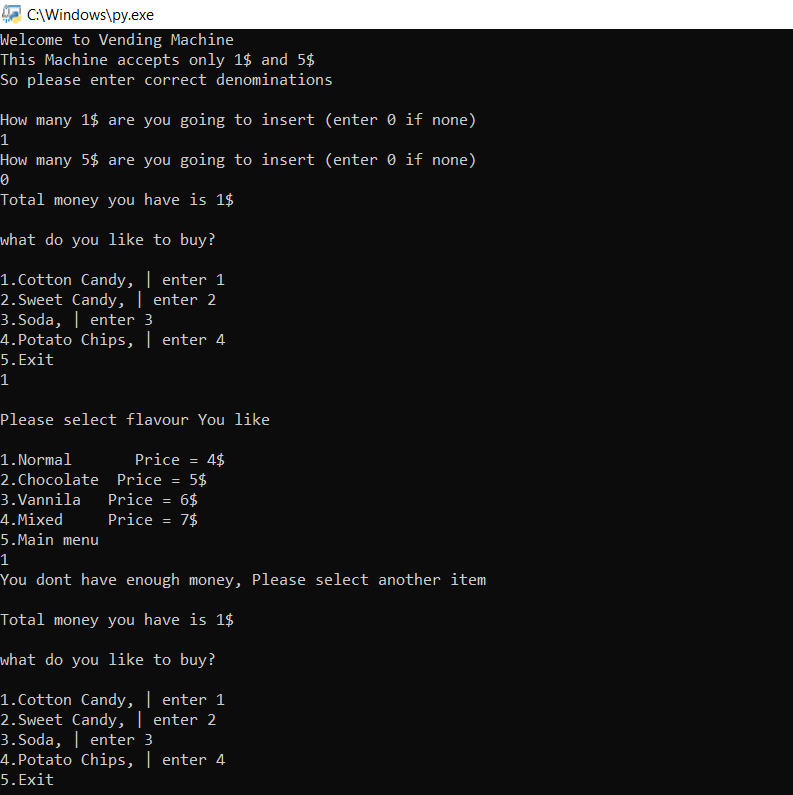 C:\Windows\py.exe
Welcome to Vending Machine
This Machine accepts only 1$ and 5$
So please enter correct denominations
How many 1$ are you going to insert (enter 0 if none)
1
How many 5$ are you going to insert (enter 0 if none)
0
Total money you have is 1$
what do you like to buy?
1.Cotton Candy, | enter 1
2.Sweet Candy, | enter 2
3.Soda, | enter 3
4.Potato Chips, | enter 4
5.Exit
1
Please select flavour You like
1.Normal       Price = 4$
2.Chocolate  Price = 5$
3.Vannila   Price = 6$
4.Mixed     Price = 7$
5.Main menu
1
You dont have enough money, Please select another item
Total money you have is 1$
what do you like to buy?
1.Cotton Candy, | enter 1
2.Sweet Candy, | enter 2
3.Soda, | enter 3
4.Potato Chips, | enter 4
5.Exit